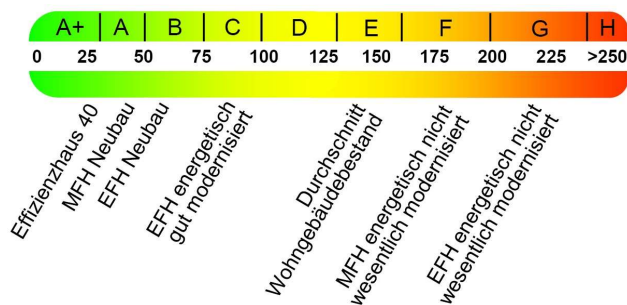 A+ A B C D E F G H
0 25 50 75 100 125 150 175 200 225 >250
Effizienzhaus 40
MFH Neubau
EFH Neubau
EFH energetisch
gut modernisiert
Durchschnitt
Wohngebäudebestand
MFH energetisch nicht
wesentlich modernisiert
EFH energetisch nicht
wesentlich modernisiert